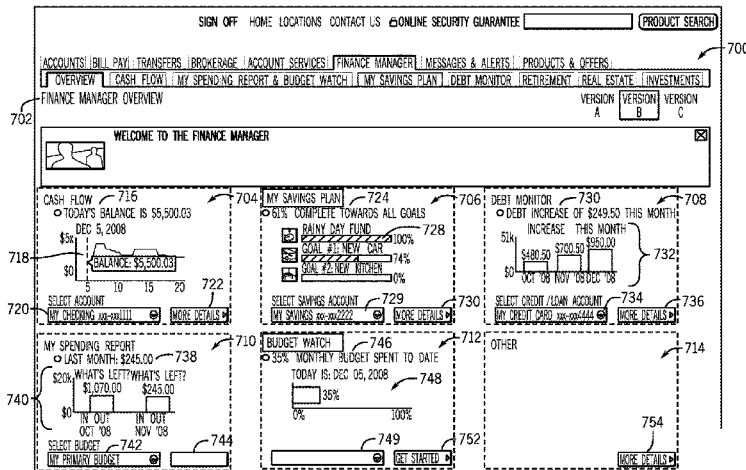 SIGN OFF HOME LOCATIONS CONTACT US ONLINE SECURITY GUARANTEE PRODUCT SEARCH
700
ACCOUNTS BILL PAY TRANSFERS BROKERAGE ACCOUNT SERVICES FINANCE MANAGER MESSAGES & ALERTS PRODUCTS & OFFERS
OVERVIEW CASH FLOW MY SPENDING REPORT & BUDGET WATCH MY SAVINGS PLAN DEBT MONITOR RETIREMENT REAL ESTATE INVESTMENTS
702 FINANCE MANAGER OVERVIEW
VERSION A VERSION B VERSION C
WELCOME TO THE FINANCE MANAGER
CASH FLOW 716 704
TODAY'S BALANCE IS $5,500.03
DEC 5, 2008
$5k
718
BALANCE: $5,500.03
$0
5 10 15 20
722
SELECT ACCOUNT
720 MY CHECKING xxx-xxx1111 MORE DETAILS
MY SAVINGS PLAN 724 706
61% COMPLETE TOWARDS ALL GOALS
RAINY DAY FUND 728
100%
GOAL #1: NEW CAR
74%
GOAL #2: NEW KITCHEN
0%
SELECT SAVINGS ACCOUNT 729 730
MY SAVINGS xxx-xxx2222 MORE DETAILS
DEBT MONITOR 730 708
DEBT INCREASE OF $249.50 THIS MONTH
INCREASE THIS MONTH
51k $480.50 $700.50 $950.00 732
$0
OCT '08 NOV '08 DEC '08
SELECT CREDIT / LOAN ACCOUNT 734 736
MY CREDIT CARD xxx-xxx4444 MORE DETAILS
MY SPENDING REPORT 710
LAST MONTH: $245.00 738
WHAT'S LEFT? WHAT'S LEFT?
$20k $1,070.00 $245.00
740
$0
IN OUT IN OUT
OCT '08 NOV '08
SELECT BUDGET 742 744
MY PRIMARY BUDGET
BUDGET WATCH 746 712
35% MONTHLY BUDGET SPENT TO DATE
TODAY IS: DEC 05, 2008
748
35%
0% 100%
749 752
GET STARTED
OTHER
714
754
MORE DETAILS